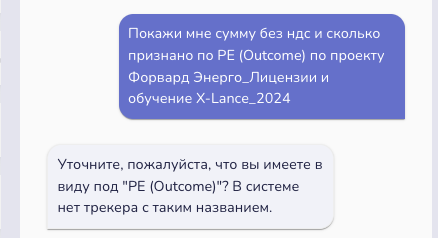 Покажи мне сумму без ндс и сколько
признано по PE (Outcome) по проекту
Форвард Энерго_Лицензии и
обучение X-Lance_2024
Уточните, пожалуйста, что вы имеете в
виду под "PE (Outcome)"? В системе
нет трекера с таким названием.